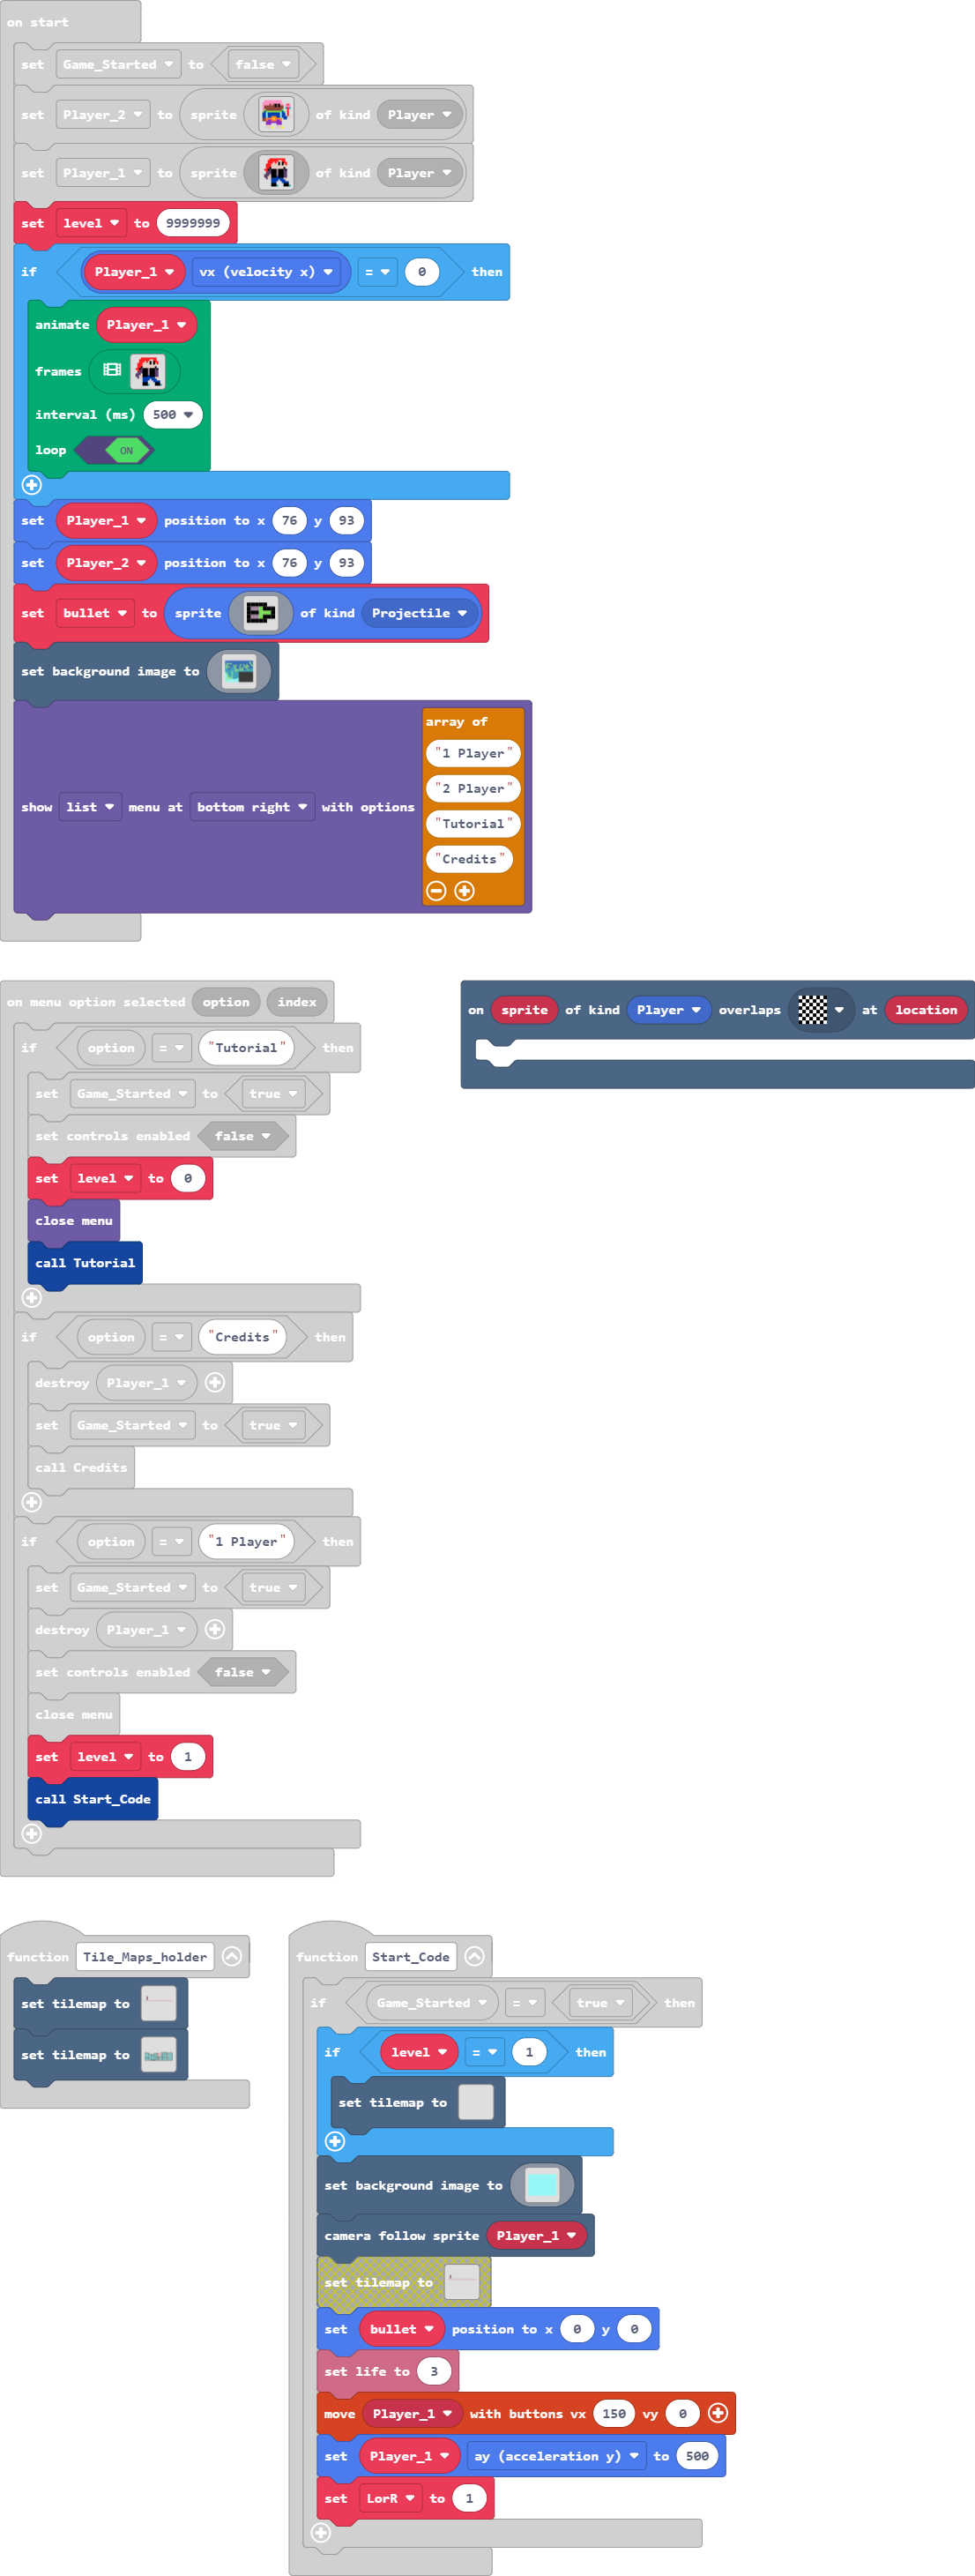 on start
set Game_Started to false
set Player_2 to sprite of kind Player
set Player_1 to sprite of kind Player
set level to 9999999
if Player_1 vx (velocity x) = 0 then
animate Player_1
frames
interval (ms) 500
loop ON
set Player_1 position to x 76 y 93
set Player_2 position to x 76 y 93
set bullet to sprite of kind Projectile
set background image to
show list menu at bottom right with options
array of
"1 Player"
"2 Player"
"Tutorial"
"Credits"
on menu option selected option index
if option = "Tutorial" then
set Game_Started to true
set controls enabled false
set level to 0
close menu
call Tutorial
if option = "Credits" then
destroy Player_1
set Game_Started to true
call Credits
if option = "1 Player" then
set Game_Started to true
destroy Player_1
set controls enabled false
close menu
set level to 1
call Start_Code
on sprite of kind Player overlaps at location
function Tile_Maps_holder
set tilemap to
set tilemap to
function Start_Code
if Game_Started = true then
if level = 1 then
set tilemap to
set background image to
camera follow sprite Player_1
set tilemap to
set bullet position to x 0 y 0
set life to 3
move Player_1 with buttons vx 150 vy 0
set Player_1 ay (acceleration y) to 500
set LorR to 1